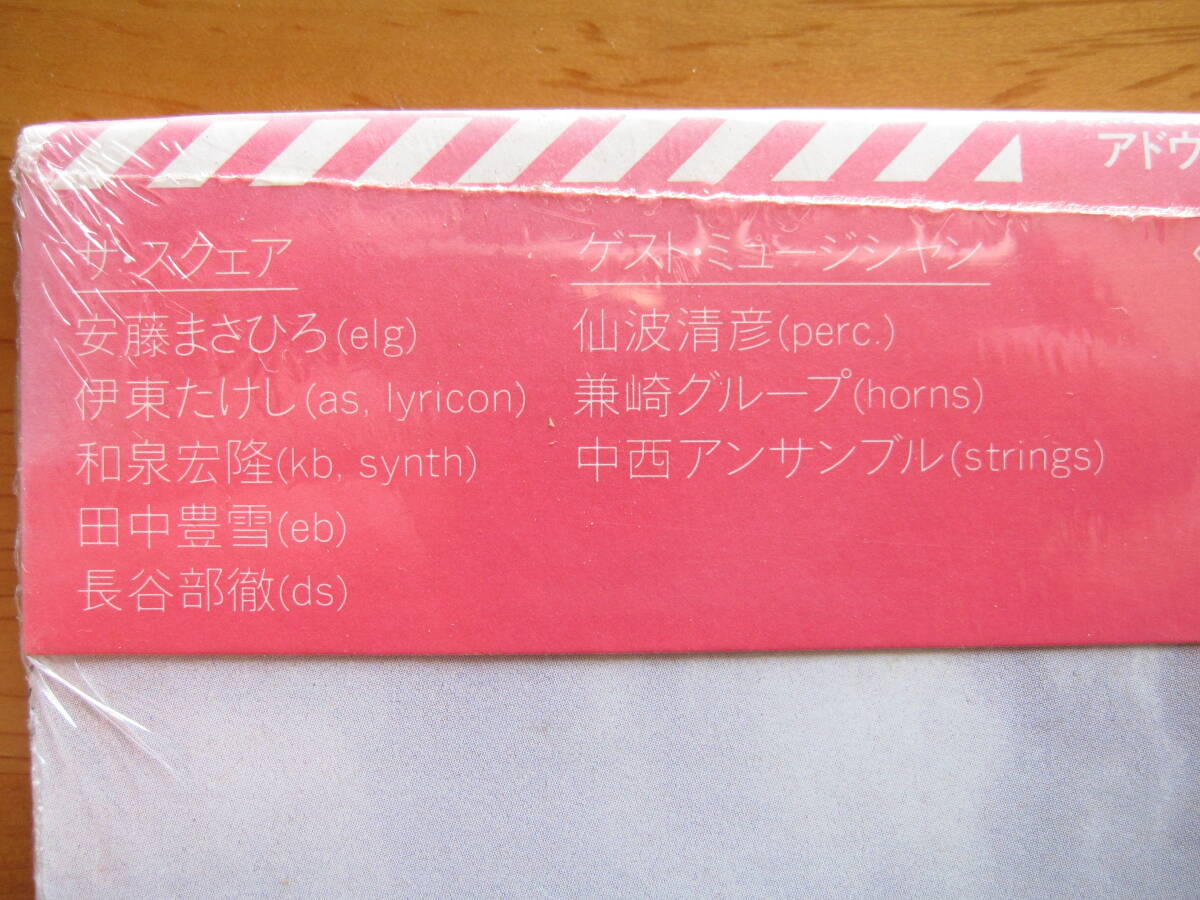 アドウ
ザ・スクェア
安藤まさひろ(elg)
伊東たけし(as, lyricon)
和泉宏隆(kb, synth)
田中豊雪(eb)
長谷部徹(ds)
ゲスト・ミュージシャン
仙波清彦(perc.)
兼崎グループ(horns)
中西アンサンブル(strings)